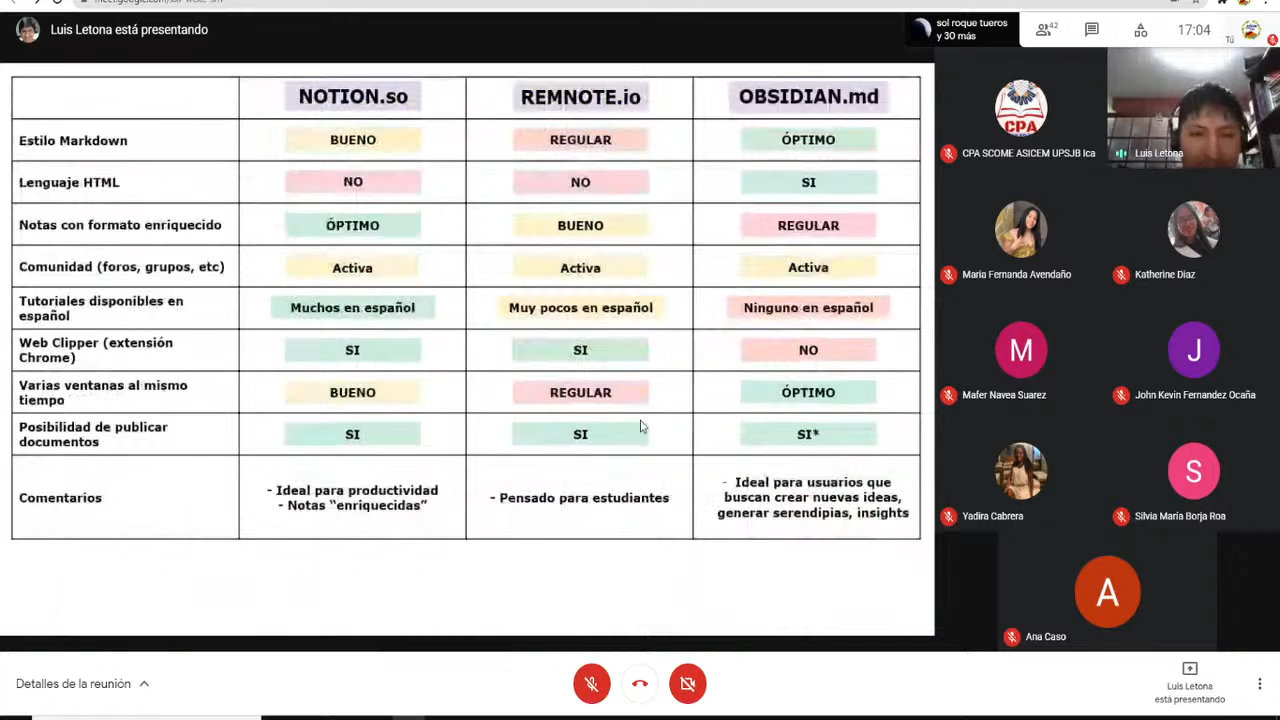 Luis Letona está presentando
sol roque tueros
y 30 más
42
17:04
Tú
NOTION.so
REMNOTE.io
OBSIDIAN.md
Estilo Markdown
BUENO
REGULAR
ÓPTIMO
Lenguaje HTML
NO
NO
SI
Notas con formato enriquecido
ÓPTIMO
BUENO
REGULAR
Comunidad (foros, grupos, etc)
Activa
Activa
Activa
Tutoriales disponibles en
español
Muchos en español
Muy pocos en español
Ninguno en español
Web Clipper (extensión
Chrome)
SI
SI
NO
Varias ventanas al mismo
tiempo
BUENO
REGULAR
ÓPTIMO
Posibilidad de publicar
documentos
SI
SI
SI*
Comentarios
- Ideal para productividad
- Notas “enriquecidas”
- Pensado para estudiantes
- Ideal para usuarios que
buscan crear nuevas ideas,
generar serendipias, insights
CPA
CPA SCOME ASICEM UPSJB Ica
Luis Letona
Maria Fernanda Avendaño
Katherine Diaz
M
Mafer Navea Suarez
J
John Kevin Fernandez Ocaña
Yadira Cabrera
S
Silvia María Borja Roa
A
Ana Caso
Detalles de la reunión
Luis Letona
está presentando